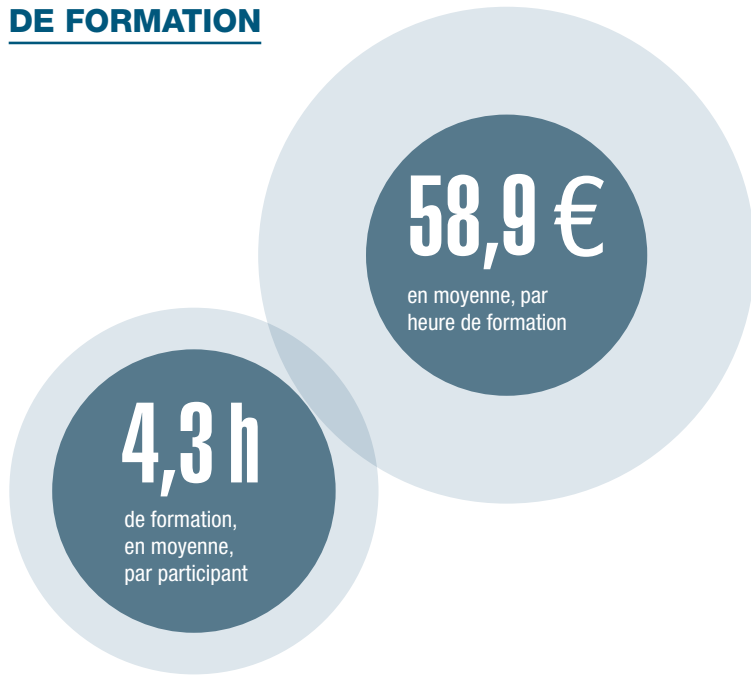 DE FORMATION
58,9 €
en moyenne, par
heure de formation
4,3 h
de formation,
en moyenne,
par participant